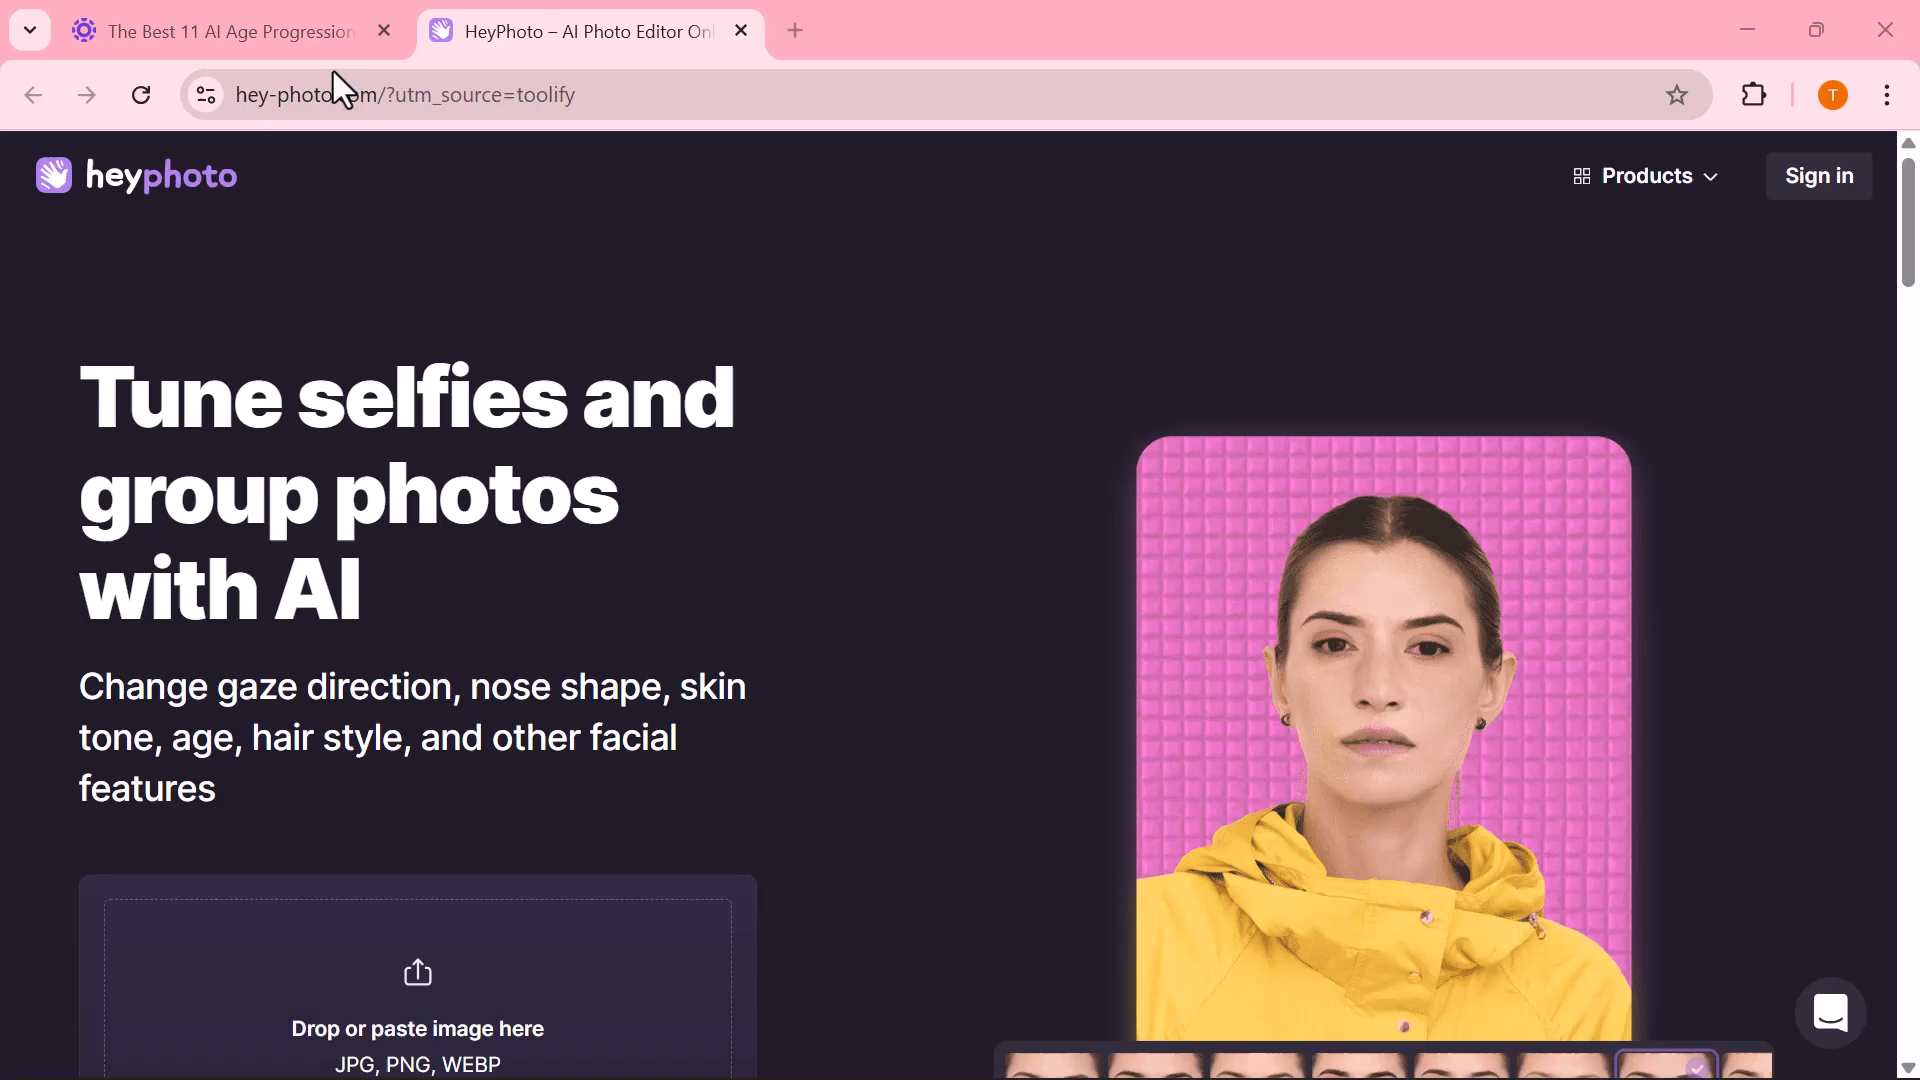 The Best 11 AI Age Progression
HeyPhoto – AI Photo Editor Onl
hey-photo.com/?utm_source=toolify
T
heyphoto
Products
Sign in
Tune selfies and
group photos
with AI
Change gaze direction, nose shape, skin
tone, age, hair style, and other facial
features
Drop or paste image here
JPG, PNG, WEBP